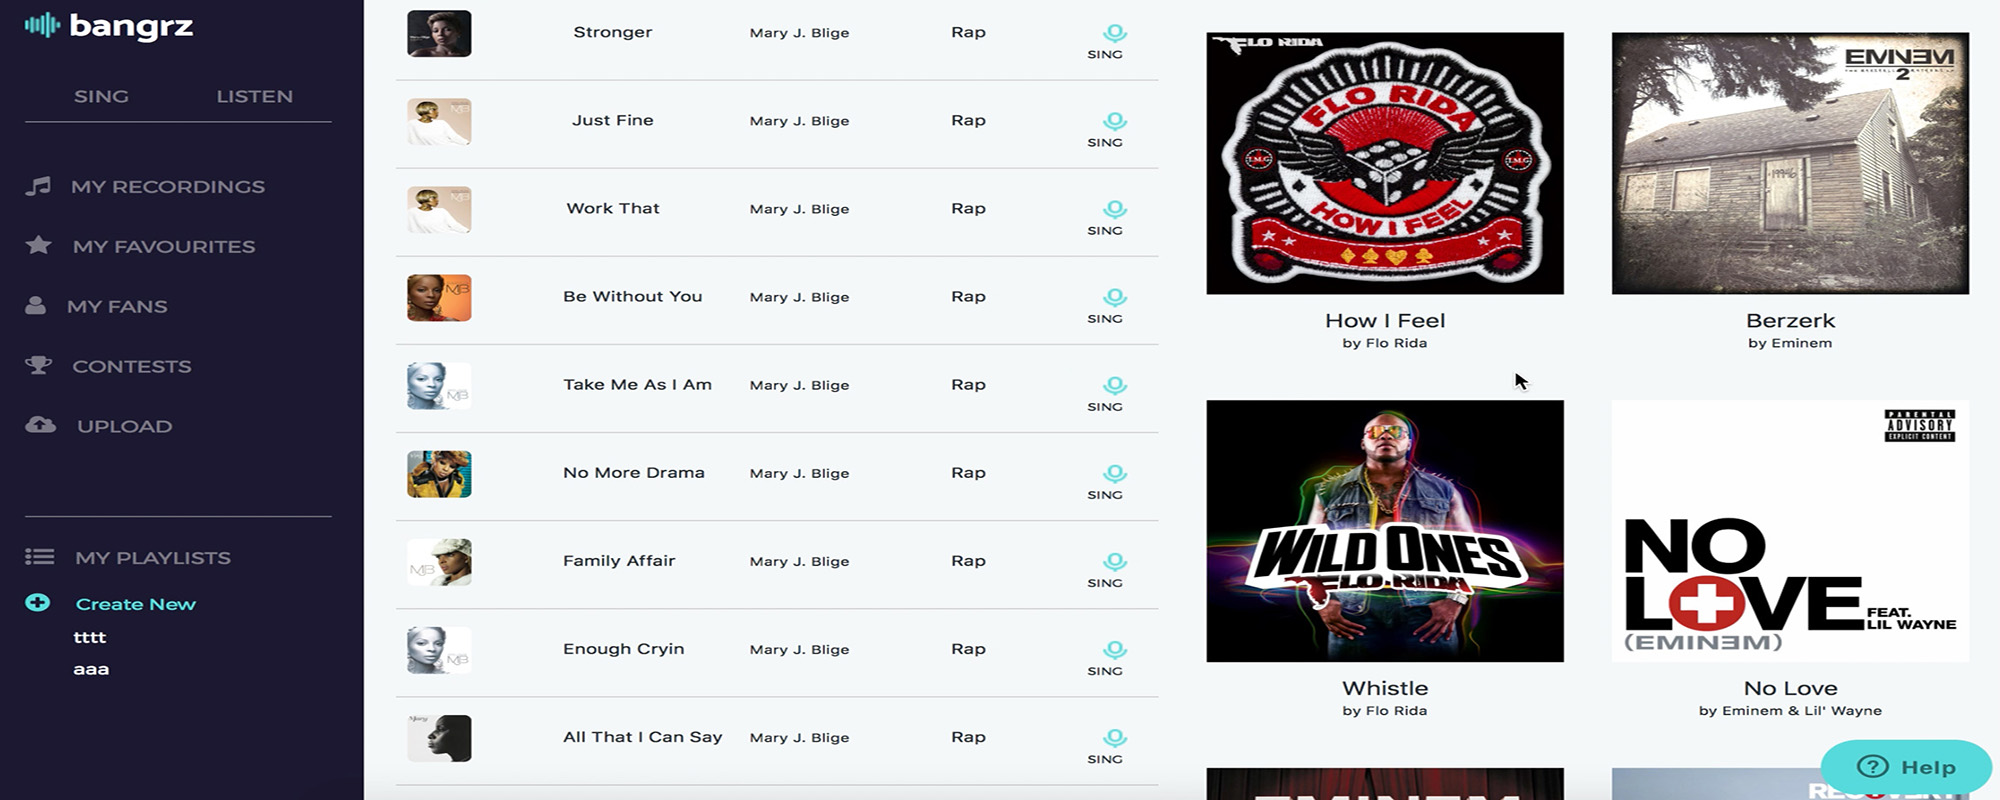 bangrz
SING LISTEN
MY RECORDINGS
MY FAVOURITES
MY FANS
CONTESTS
UPLOAD
MY PLAYLISTS
Create New
tttt
aaa
Stronger Mary J. Blige Rap SING
Just Fine Mary J. Blige Rap SING
Work That Mary J. Blige Rap SING
Be Without You Mary J. Blige Rap SING
Take Me As I Am Mary J. Blige Rap SING
No More Drama Mary J. Blige Rap SING
Family Affair Mary J. Blige Rap SING
Enough Cryin Mary J. Blige Rap SING
All That I Can Say Mary J. Blige Rap SING
FLO RIDA
FLO RIDA
I.M.G I.M.G
HOW I FEEL
How I Feel
by Flo Rida
EMINƎM
2
1996
Berzerk
by Eminem
WILD ONES
FLO.RIDA
Whistle
by Flo Rida
PARENTAL
ADVISORY
EXPLICIT CONTENT
NO
LOVE FEAT.
LIL WAYNE
(EMINƎM)
No Love
by Eminem & Lil' Wayne
Help